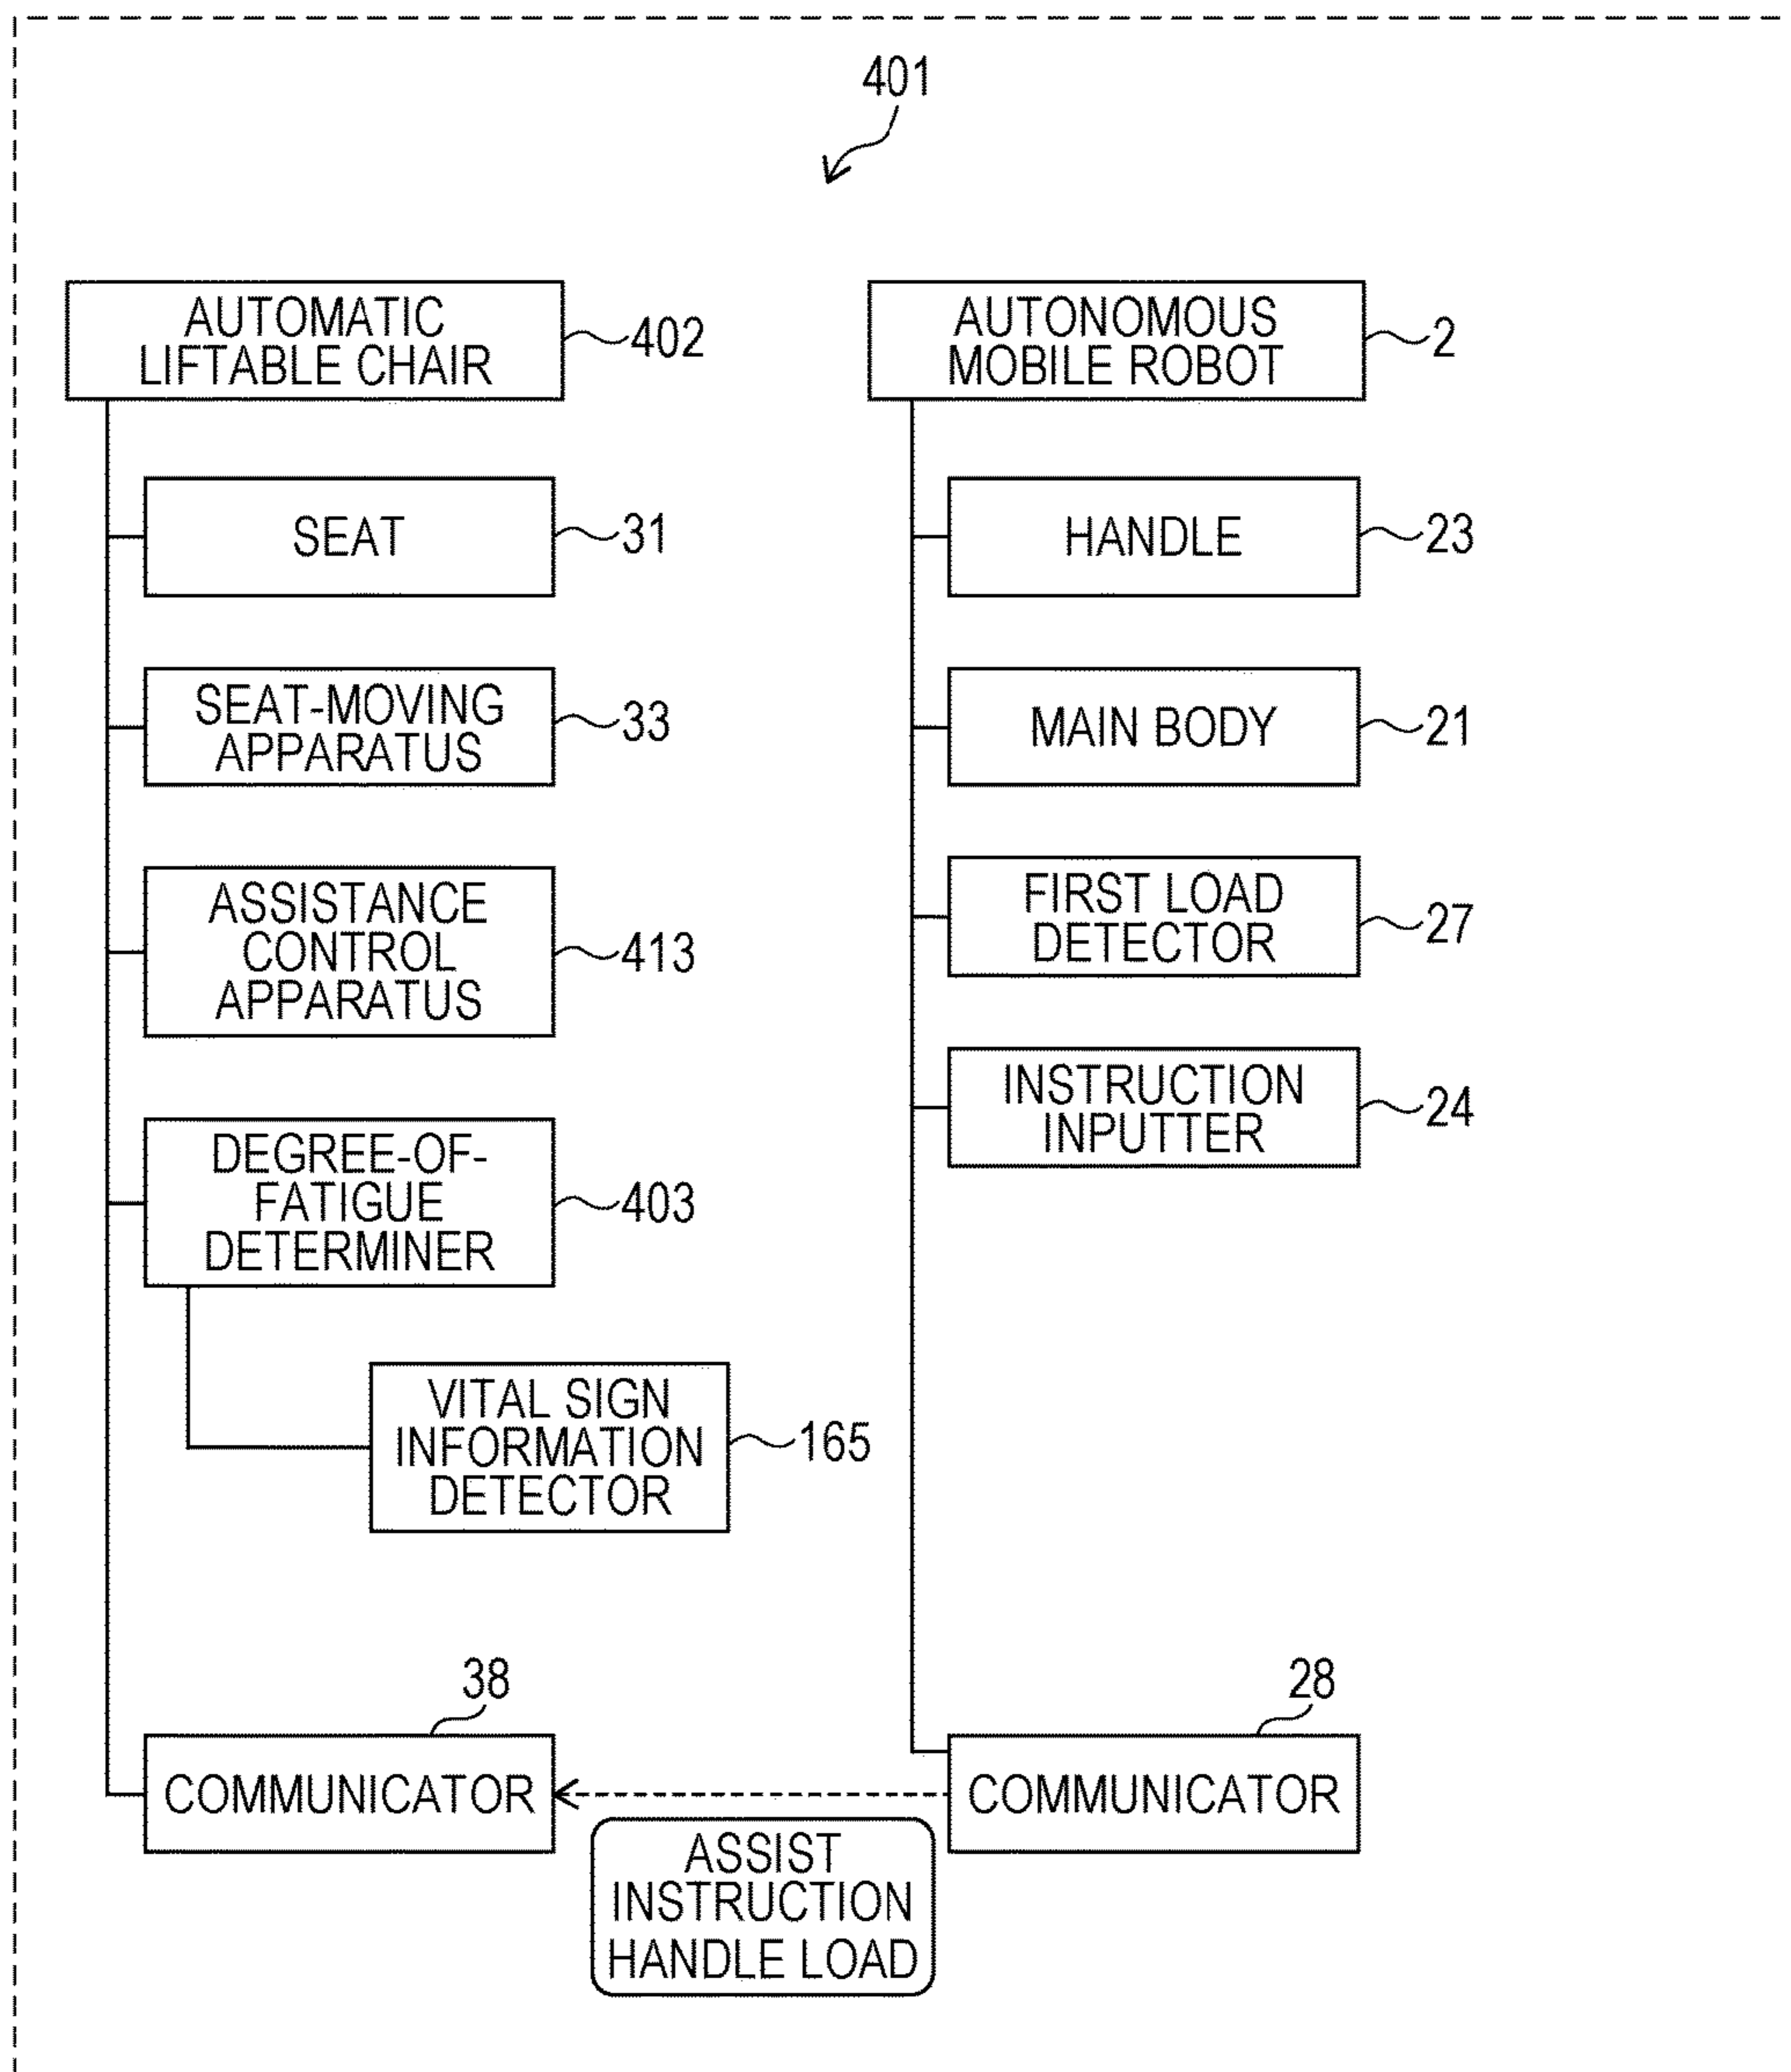 401
AUTOMATIC
LIFTABLE CHAIR
402
SEAT
31
SEAT-MOVING
APPARATUS
33
ASSISTANCE
CONTROL
APPARATUS
413
DEGREE-OF-
FATIGUE
DETERMINER
403
VITAL SIGN
INFORMATION
DETECTOR
165
38
COMMUNICATOR
AUTONOMOUS
MOBILE ROBOT
2
HANDLE
23
MAIN BODY
21
FIRST LOAD
DETECTOR
27
INSTRUCTION
INPUTTER
24
28
COMMUNICATOR
ASSIST
INSTRUCTION
HANDLE LOAD